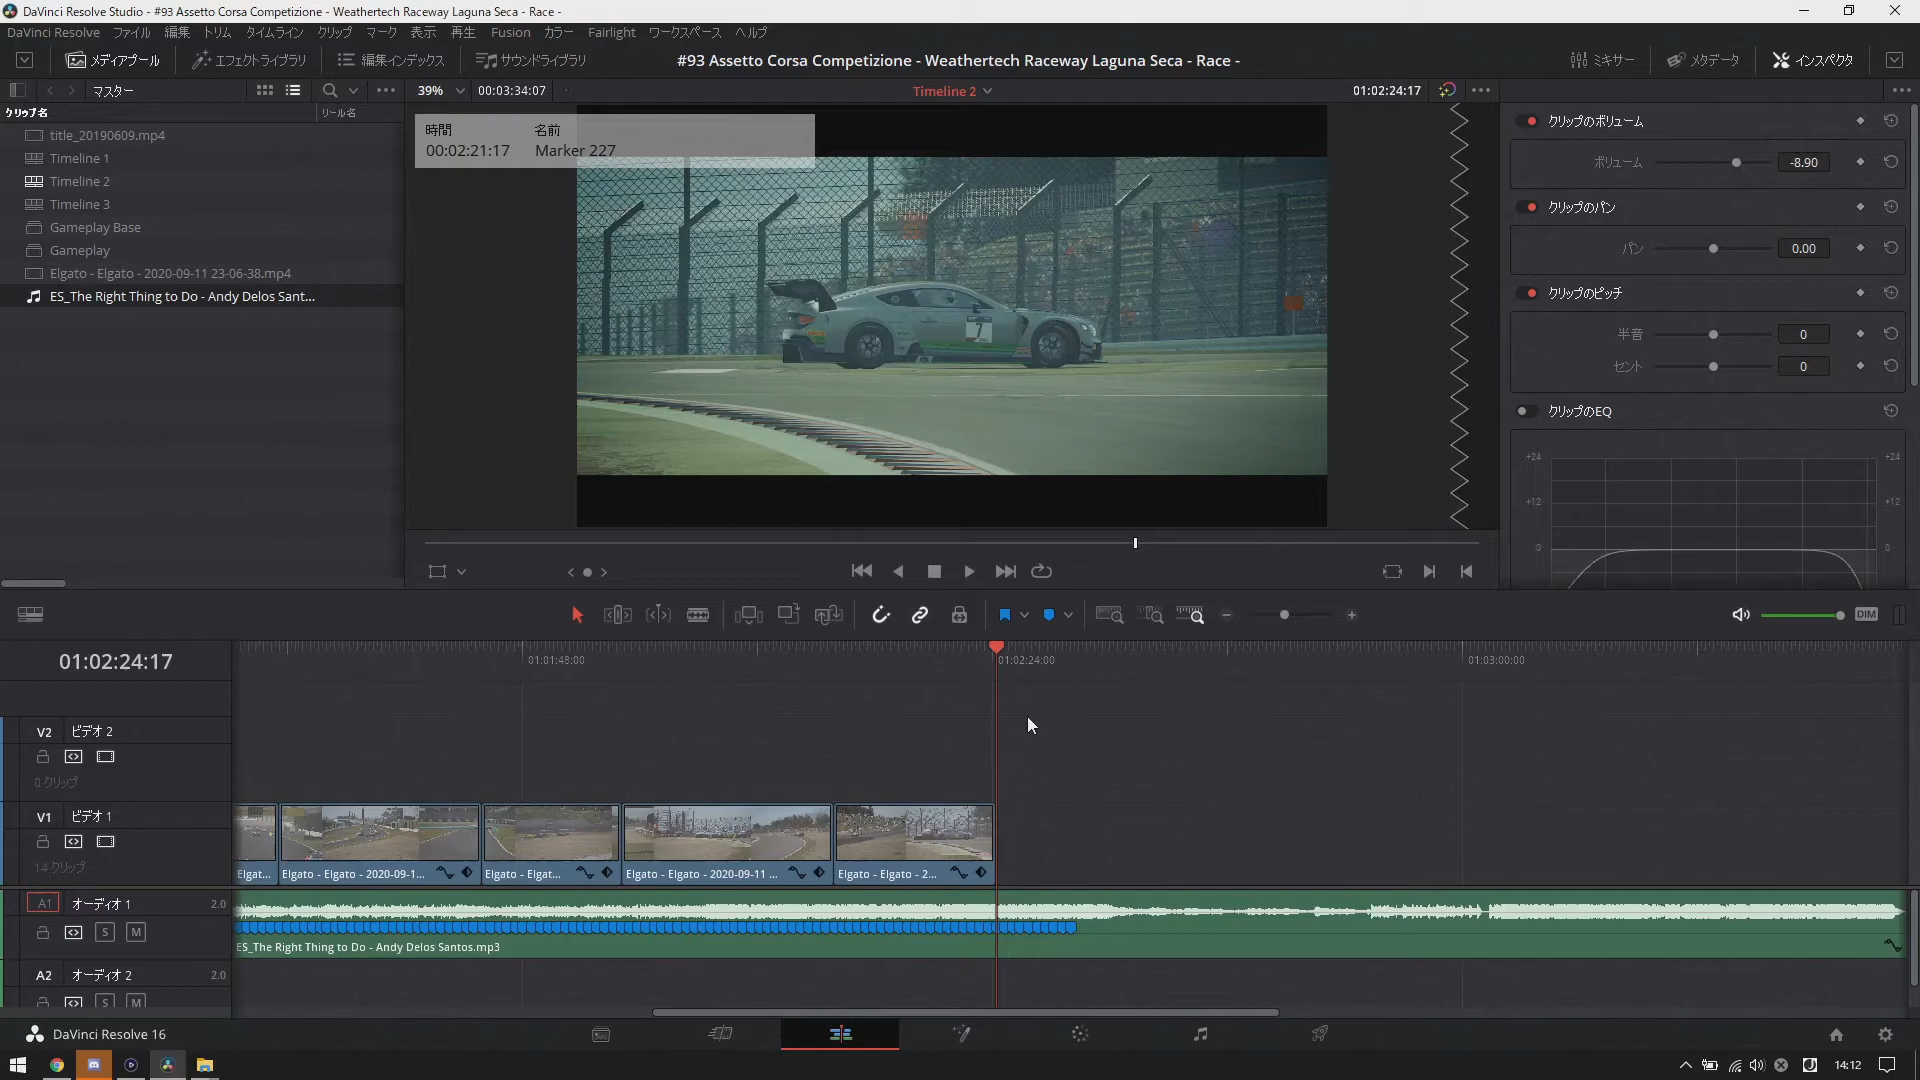 DaVinci Resolve Studio - #93 Assetto Corsa Competizione - Weathertech Raceway Laguna Seca - Race -
DaVinci Resolve ファイル 編集 トリム タイムライン クリップ マーク 表示 再生 Fusion カラー Fairlight ワークスペース ヘルプ
メディアプール エフェクトライブラリ 編集インデックス サウンドライブラリ #93 Assetto Corsa Competizione - Weathertech Raceway Laguna Seca - Race - ミキサー メタデータ インスペクタ
マスター 39% 00:03:34:07 Timeline 2 01:02:24:17
クリップ名 リール名
title_20190609.mp4
Timeline 1
Timeline 2
Timeline 3
Gameplay Base
Gameplay
Elgato - Elgato - 2020-09-11 23-06-38.mp4
ES_The Right Thing to Do - Andy Delos Sant...
時間 名前
00:02:21:17 Marker 227
7
クリップのボリューム
ボリューム -8.90
クリップのパン
パン 0.00
クリップのピッチ
半音 0
セント 0
クリップのEQ
+24 +24
+12 +12
0 0
DIM
01:02:24:17
01:01:48:00 01:02:24:00 01:03:00:00
V2 ビデオ 2
0 クリップ
V1 ビデオ 1
14 クリップ
Elgat... Elgato - Elgato - 2020-09-1... Elgato - Elgat... Elgato - Elgato - 2020-09-11 ... Elgato - Elgato - 2...
A1 オーディオ 1 2.0
S M
ES_The Right Thing to Do - Andy Delos Santos.mp3
A2 オーディオ 2 2.0
S M
DaVinci Resolve 16
14:12